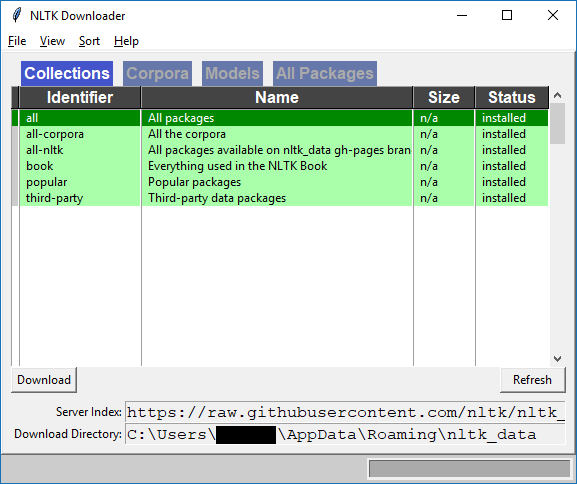 NLTK Downloader
File View Sort Help
Collections Corpora Models All Packages
Identifier Name Size Status
all All packages n/a installed
all-corpora All the corpora n/a installed
all-nltk All packages available on nltk_data gh-pages bran n/a installed
book Everything used in the NLTK Book n/a installed
popular Popular packages n/a installed
third-party Third-party data packages n/a installed
Download Refresh
Server Index: https://raw.githubusercontent.com/nltk/nltk_
Download Directory: C:\Users\ \AppData\Roaming\nltk_data